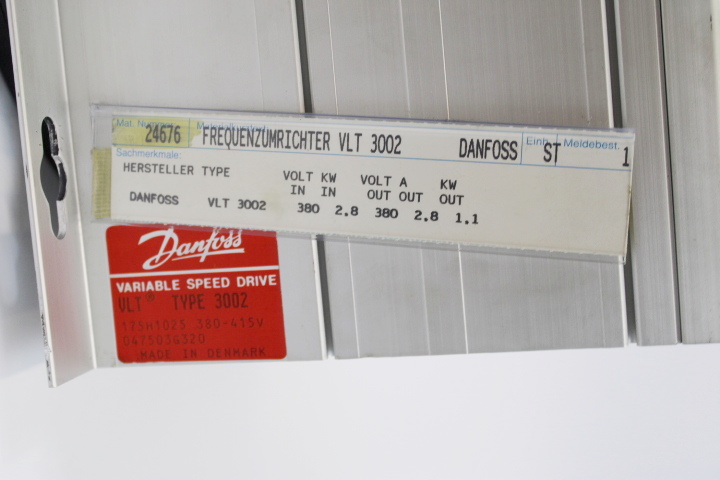 Mat. Nummer
24676
FREQUENZUMRICHTER VLT 3002 DANFOSS
Einh. ST
Meldebest. 1
Sachmerkmale:
HERSTELLER TYPE VOLT KW VOLT A KW
IN IN OUT OUT OUT
DANFOSS VLT 3002 380 2.8 380 2.8 1.1
Danfoss
VARIABLE SPEED DRIVE
VLT® TYPE 3002
175H1025 380-415V
047503G320
MADE IN DENMARK